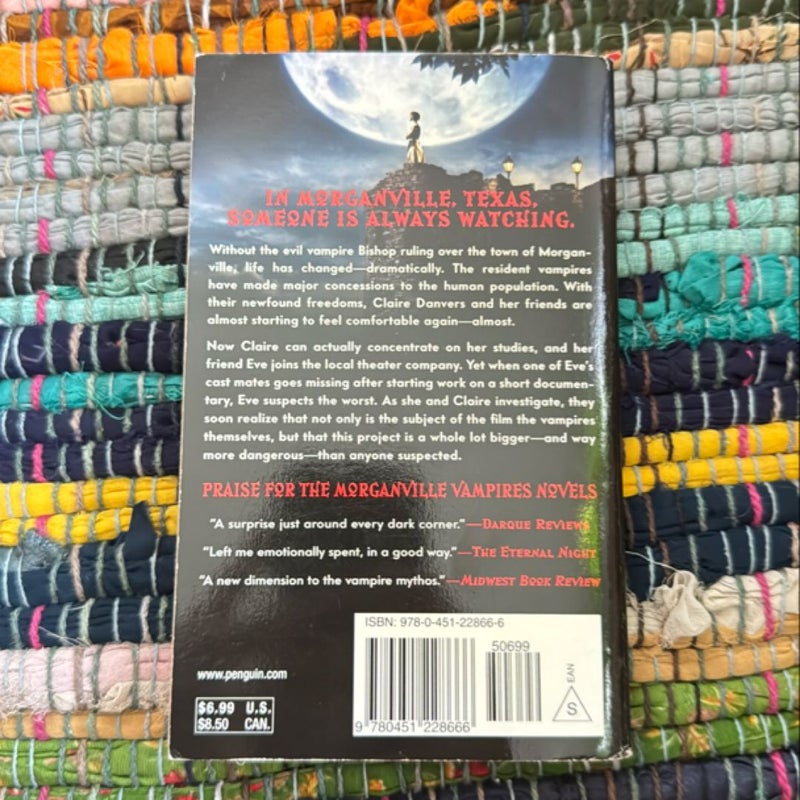 IN MORGANVILLE, TEXAS,
SOMEONE IS ALWAYS WATCHING.
Without the evil vampire Bishop ruling over the town of Morgan-
ville, life has changed—dramatically. The resident vampires
have made major concessions to the human population. With
their newfound freedoms, Claire Danvers and her friends are
almost starting to feel comfortable again—almost.
Now Claire can actually concentrate on her studies, and her
friend Eve joins the local theater company. Yet when one of Eve's
cast mates goes missing after starting work on a short documen-
tary, Eve suspects the worst. As she and Claire investigate, they
soon realize that not only is the subject of the film the vampires
themselves, but that this project is a whole lot bigger—and way
more dangerous—than anyone suspected.
PRAISE FOR THE MORGANVILLE VAMPIRES NOVELS
"A surprise just around every dark corner."—DARQUE REVIEWS
"Left me emotionally spent, in a good way."—THE ETERNAL NIGHT
"A new dimension to the vampire mythos."—MIDWEST BOOK REVIEW
ISBN: 978-0-451-22866-6
50699
EAN
S
9 780451 228666
www.penguin.com
$6.99 U.S.
$8.50 CAN.